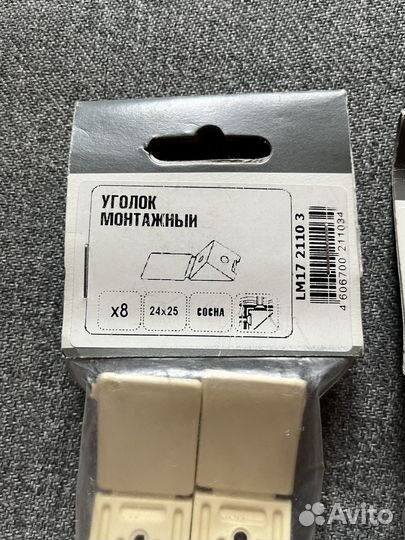 УГОЛОК
МОНТАЖНЫЙ
x8
24x25
СОСНА
LM17 2110 3
4 606700 211034
Avito